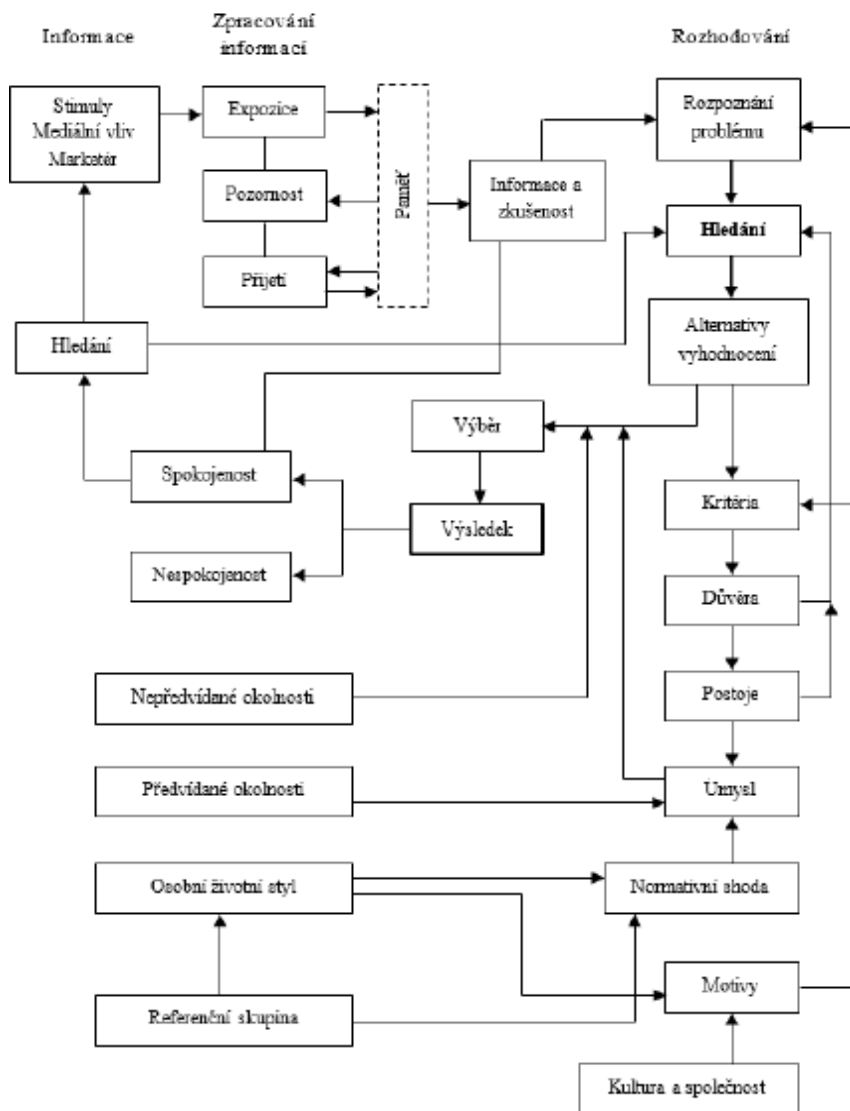 Informace
Zpracování
informací
Rozhodování
Stimuly
Mediální vliv
Marketér
Expozice
Pozornost
Přijetí
Paměť
Informace a
zkušenost
Rozpoznání
problému
Hledání
Alternativy
vyhodnocení
Hledání
Výběr
Spokojenost
Výsledek
Nespokojenost
Kritéria
Důvěra
Postoje
Nepředvídané okolnosti
Předvídané okolnosti
Úmysl
Osobní životní styl
Normativní shoda
Referenční skupina
Motivy
Kultura a společnost